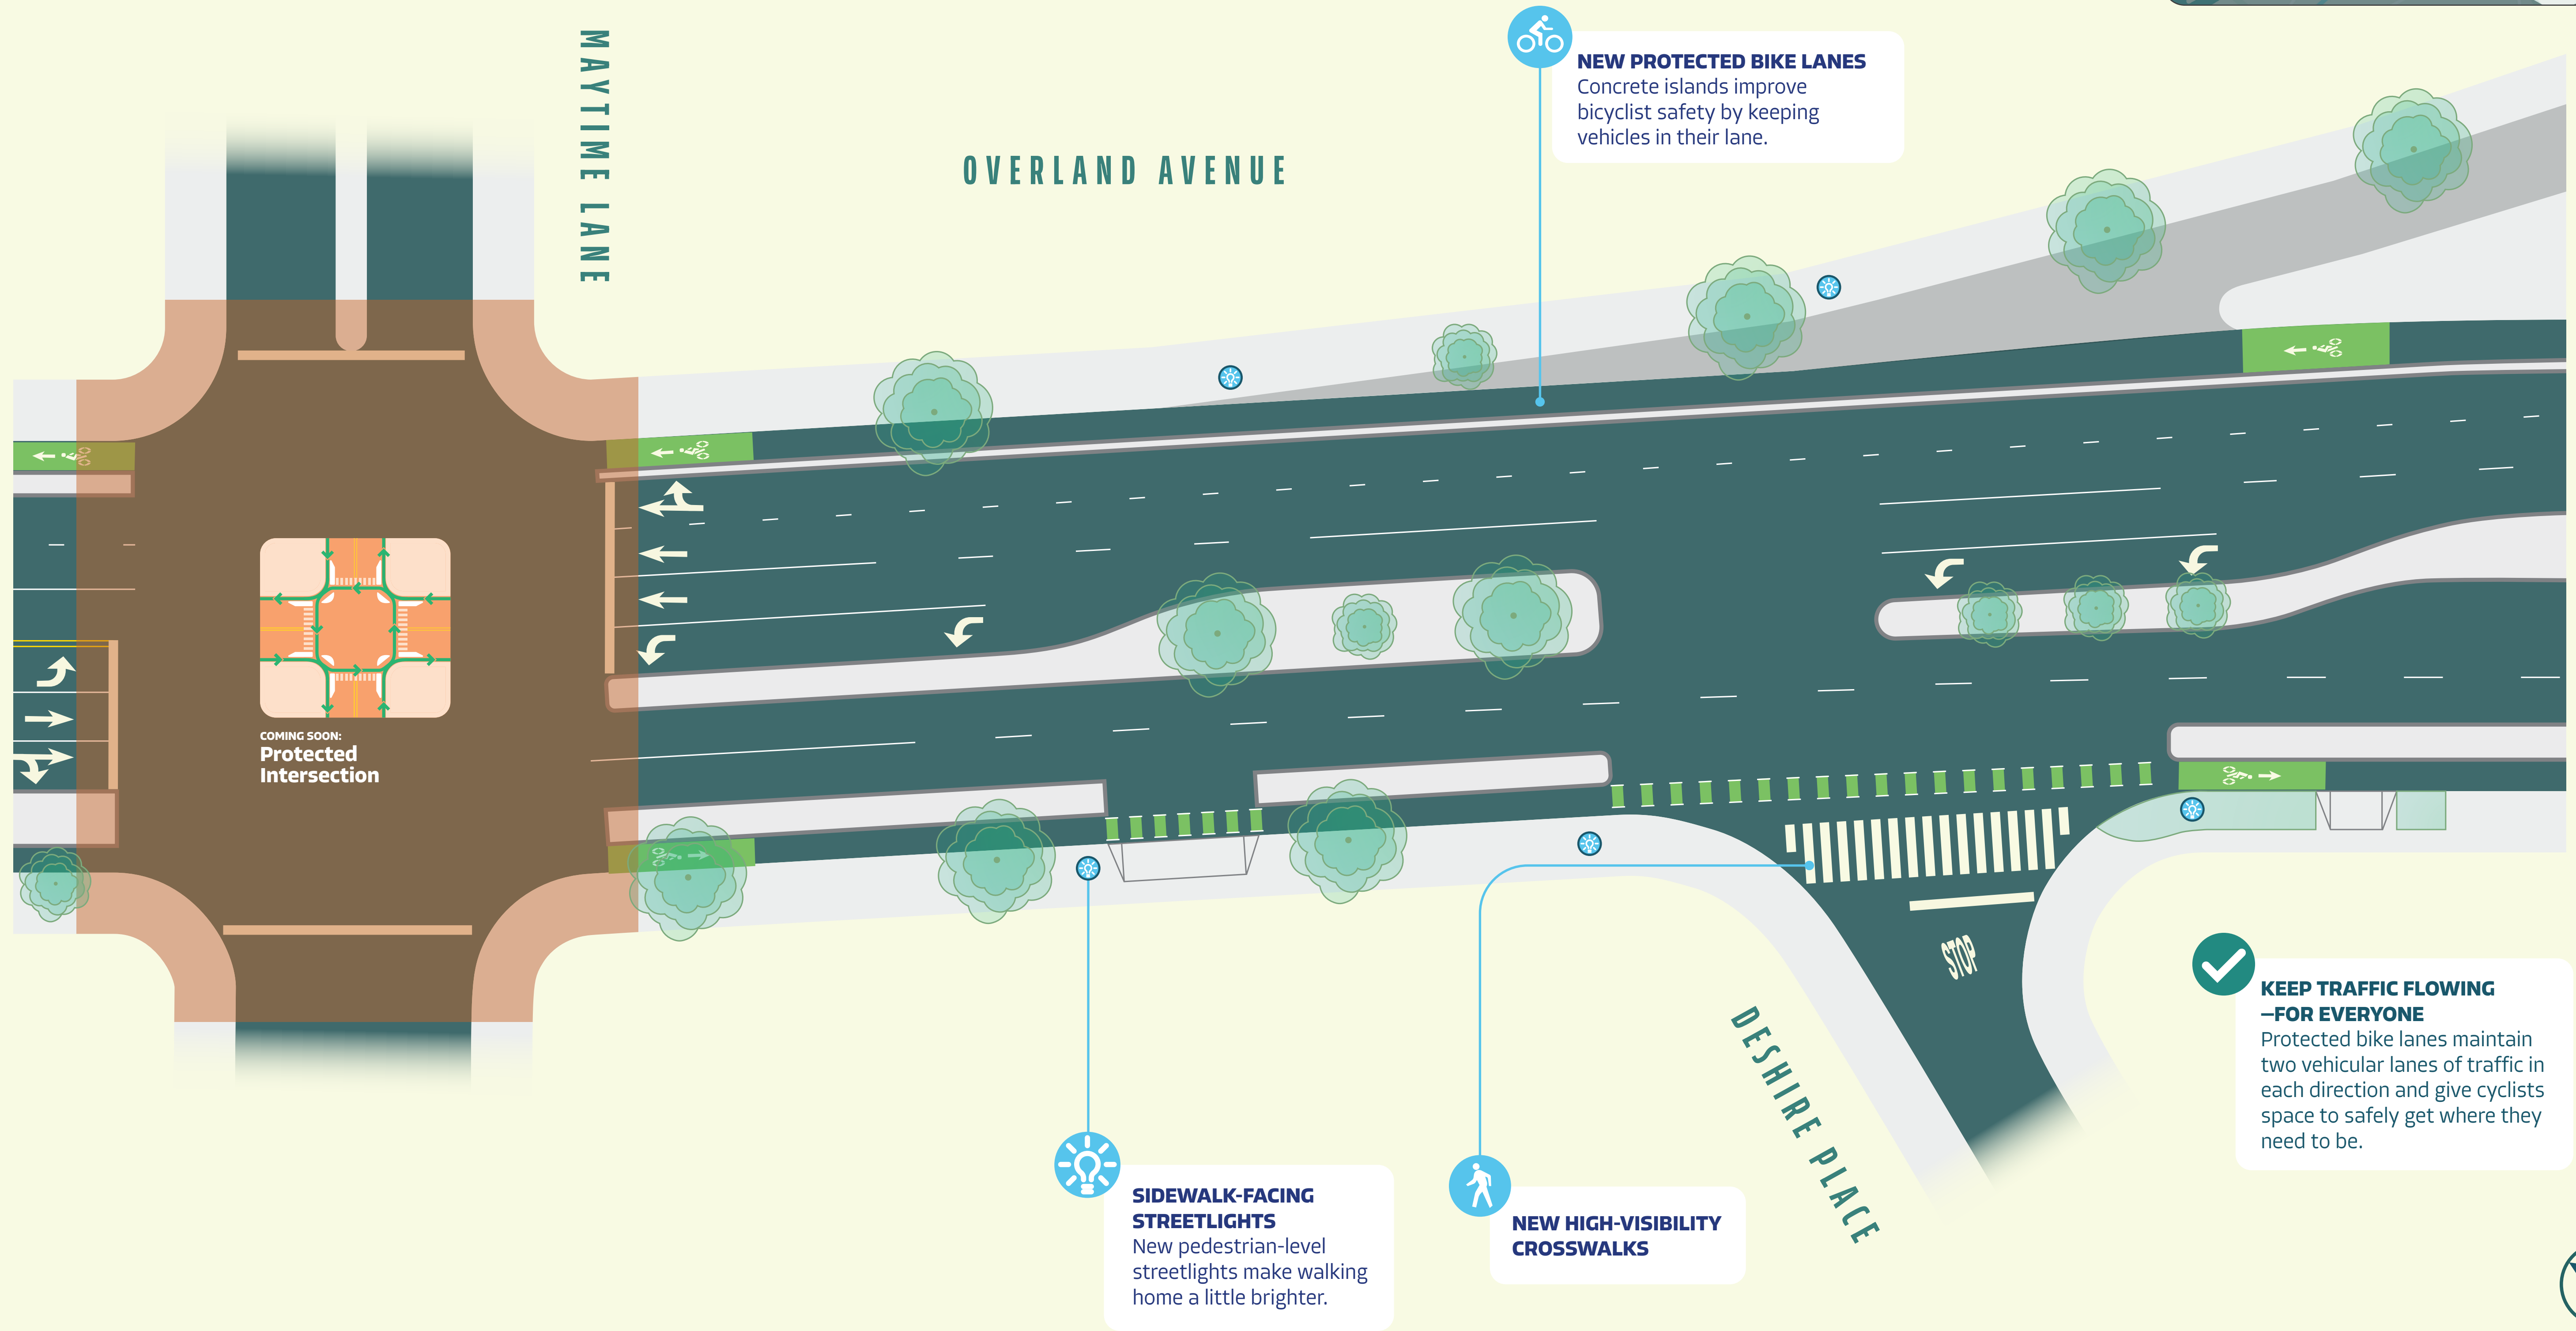 MAYTIME LANE
OVERLAND AVENUE
NEW PROTECTED BIKE LANES
Concrete islands improve
bicyclist safety by keeping
vehicles in their lane.
COMING SOON:
Protected
Intersection
STOP
DESHIRE PLACE
KEEP TRAFFIC FLOWING
–FOR EVERYONE
Protected bike lanes maintain
two vehicular lanes of traffic in
each direction and give cyclists
space to safely get where they
need to be.
SIDEWALK-FACING
STREETLIGHTS
New pedestrian-level
streetlights make walking
home a little brighter.
NEW HIGH-VISIBILITY
CROSSWALKS